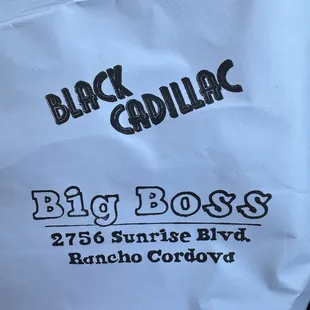 BLACK
CADILLAC
Big Boss
2756 Sunrise Blvd.
Rancho Cordova